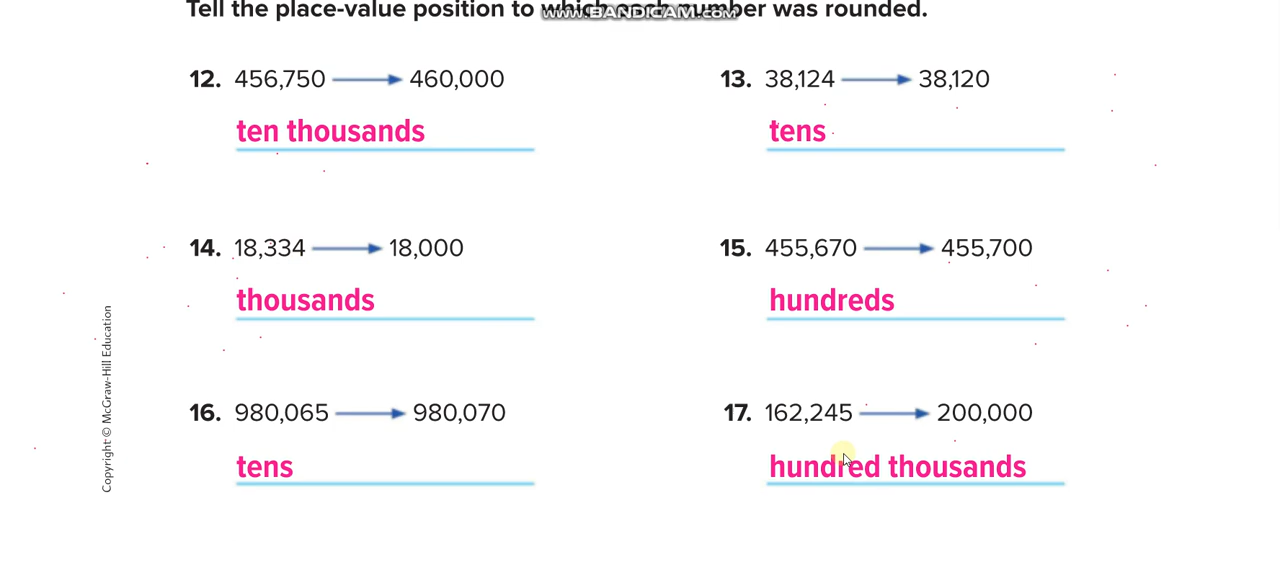 Tell the place-value position to which each number was rounded.
www.BANDICAM.com
12. 456,750 460,000
ten thousands
13. 38,124 38,120
tens
14. 18,334 18,000
thousands
15. 455,670 455,700
hundreds
16. 980,065 980,070
tens
17. 162,245 200,000
hundred thousands
Copyright © McGraw-Hill Education